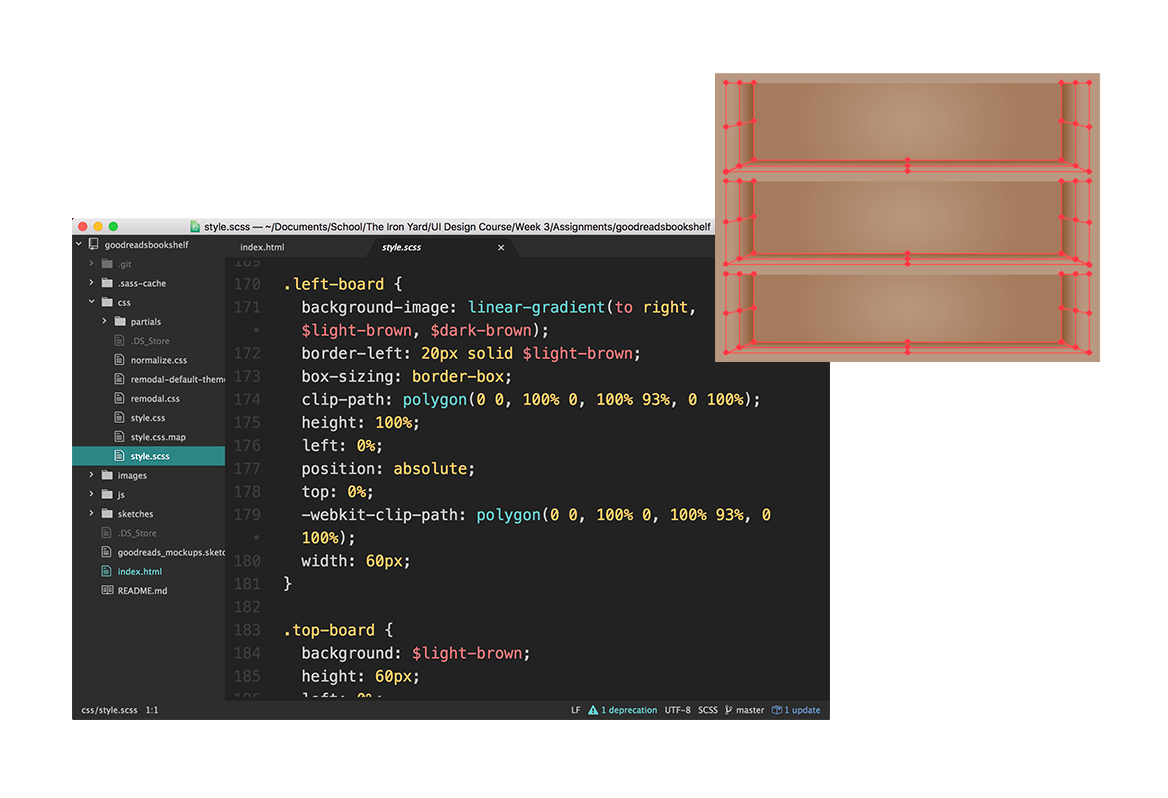 style.scss — ~/Documents/School/The Iron Yard/UI Design Course/Week 3/Assignments/goodreadsbookshelf
goodreadsbookshelf
.git
.sass-cache
css
partials
.DS_Store
normalize.css
remodal-default-theme
remodal.css
style.css
style.css.map
style.scss
images
js
sketches
.DS_Store
goodreads_mockups.sketc
index.html
README.md
index.html
style.scss
169
170 .left-board {
171 background-image: linear-gradient(to right,
• $light-brown, $dark-brown);
172 border-left: 20px solid $light-brown;
173 box-sizing: border-box;
174 clip-path: polygon(0 0, 100% 0, 100% 93%, 0 100%);
175 height: 100%;
176 left: 0%;
177 position: absolute;
178 top: 0%;
179 -webkit-clip-path: polygon(0 0, 100% 0, 100% 93%, 0
• 100%);
180 width: 60px;
181 }
182
183 .top-board {
184 background: $light-brown;
185 height: 60px;
186 left: 0%;
css/style.scss 1:1
LF 1 deprecation UTF-8 SCSS master 1 update